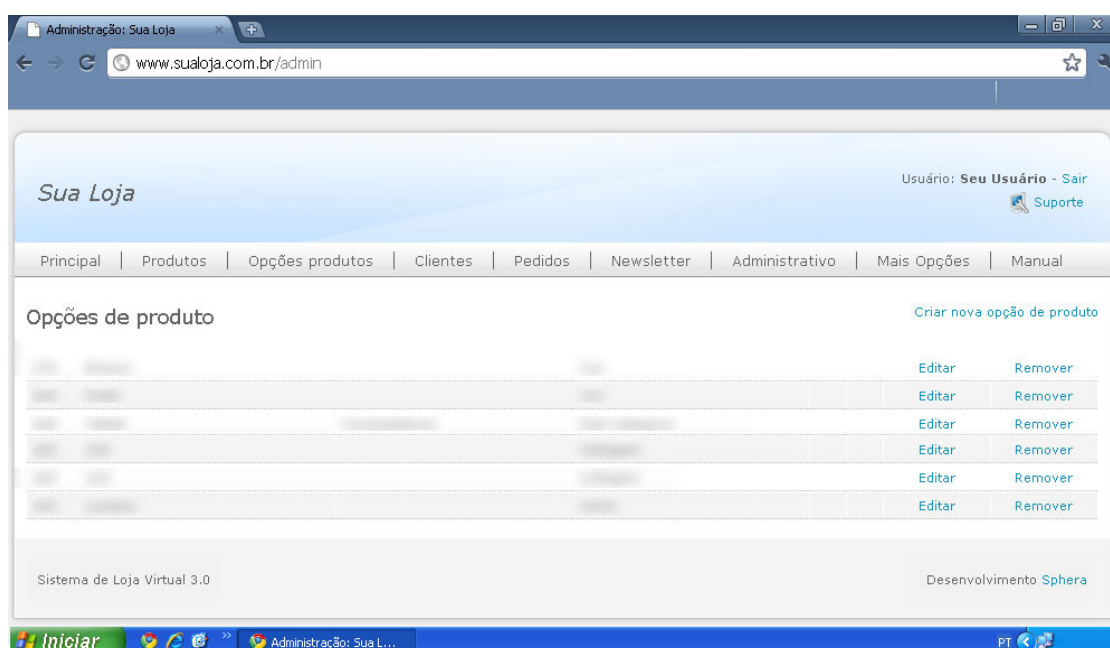 Administração: Sua Loja
www.sualoja.com.br/admin
Sua Loja
Usuário: Seu Usuário - Sair
Suporte
Principal | Produtos | Opções produtos | Clientes | Pedidos | Newsletter | Administrativo | Mais Opções | Manual
Opções de produto
Criar nova opção de produto
Editar Remover
Editar Remover
Editar Remover
Editar Remover
Editar Remover
Editar Remover
Sistema de Loja Virtual 3.0
Desenvolvimento Sphera
Iniciar
Administração: Sua L...
PT